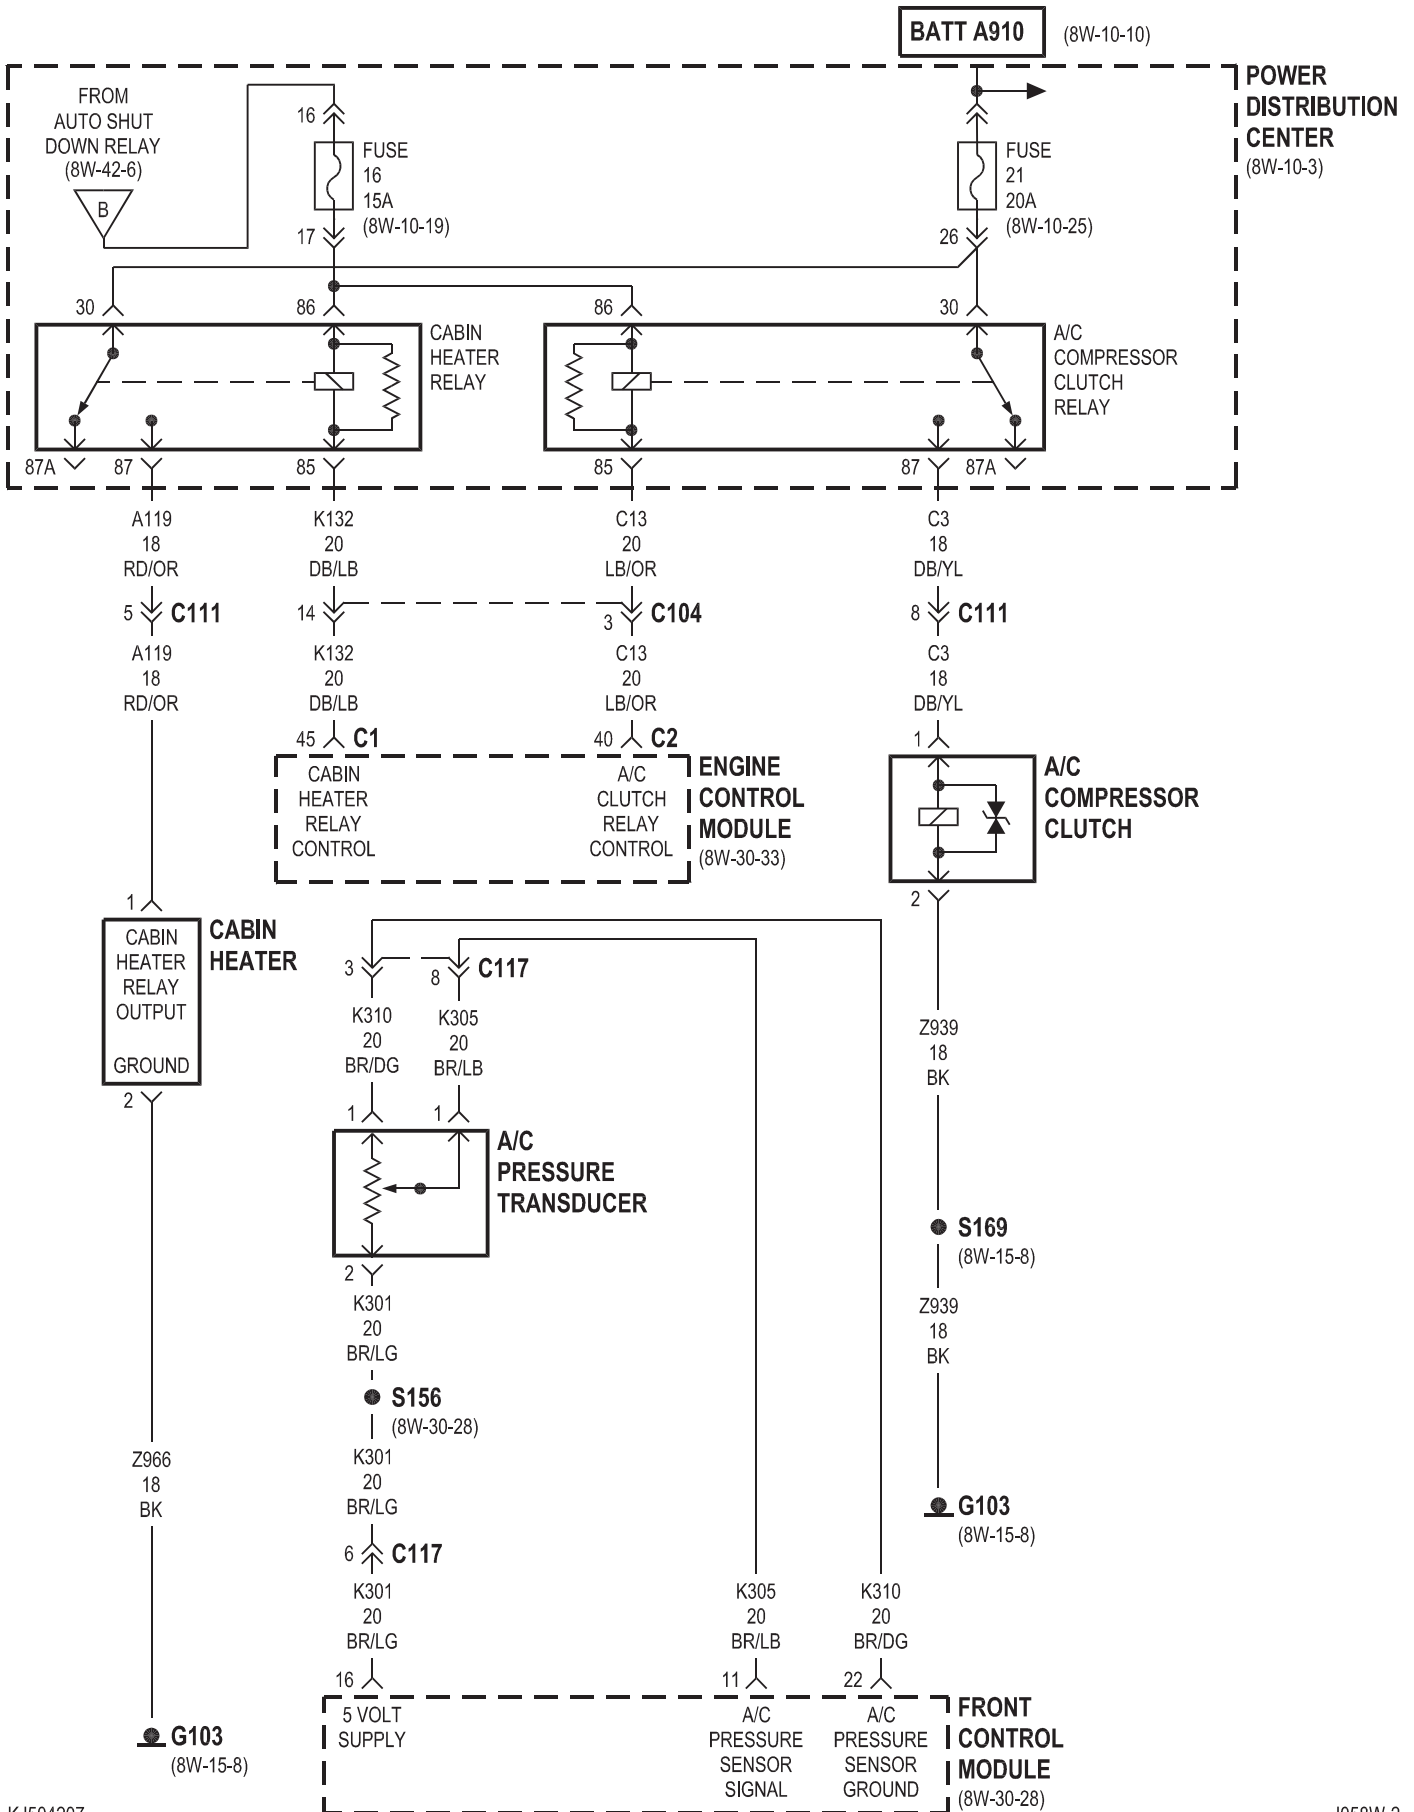 BATT A910 (8W-10-10)
POWER
DISTRIBUTION
CENTER
(8W-10-3)
FROM
AUTO SHUT
DOWN RELAY
(8W-42-6)
B
16
FUSE
16
15A
(8W-10-19)
17
FUSE
21
20A
(8W-10-25)
26
30
86
86
30
CABIN
HEATER
RELAY
A/C
COMPRESSOR
CLUTCH
RELAY
87A
87
85
85
87
87A
A119
18
RD/OR
K132
20
DB/LB
C13
20
LB/OR
C3
18
DB/YL
5
C111
14
3
C104
8
C111
A119
18
RD/OR
K132
20
DB/LB
C13
20
LB/OR
C3
18
DB/YL
45
C1
40
C2
1
CABIN
HEATER
RELAY
CONTROL
A/C
CLUTCH
RELAY
CONTROL
ENGINE
CONTROL
MODULE
(8W-30-33)
A/C
COMPRESSOR
CLUTCH
2
1
CABIN
HEATER
RELAY
OUTPUT
GROUND
CABIN
HEATER
2
3
8
C117
K310
20
BR/DG
K305
20
BR/LB
1
1
A/C
PRESSURE
TRANSDUCER
2
K301
20
BR/LG
S156
(8W-30-28)
K301
20
BR/LG
6
C117
K301
20
BR/LG
16
Z939
18
BK
S169
(8W-15-8)
Z939
18
BK
G103
(8W-15-8)
Z966
18
BK
G103
(8W-15-8)
K305
20
BR/LB
11
K310
20
BR/DG
22
5 VOLT
SUPPLY
A/C
PRESSURE
SENSOR
SIGNAL
A/C
PRESSURE
SENSOR
GROUND
FRONT
CONTROL
MODULE
(8W-30-28)